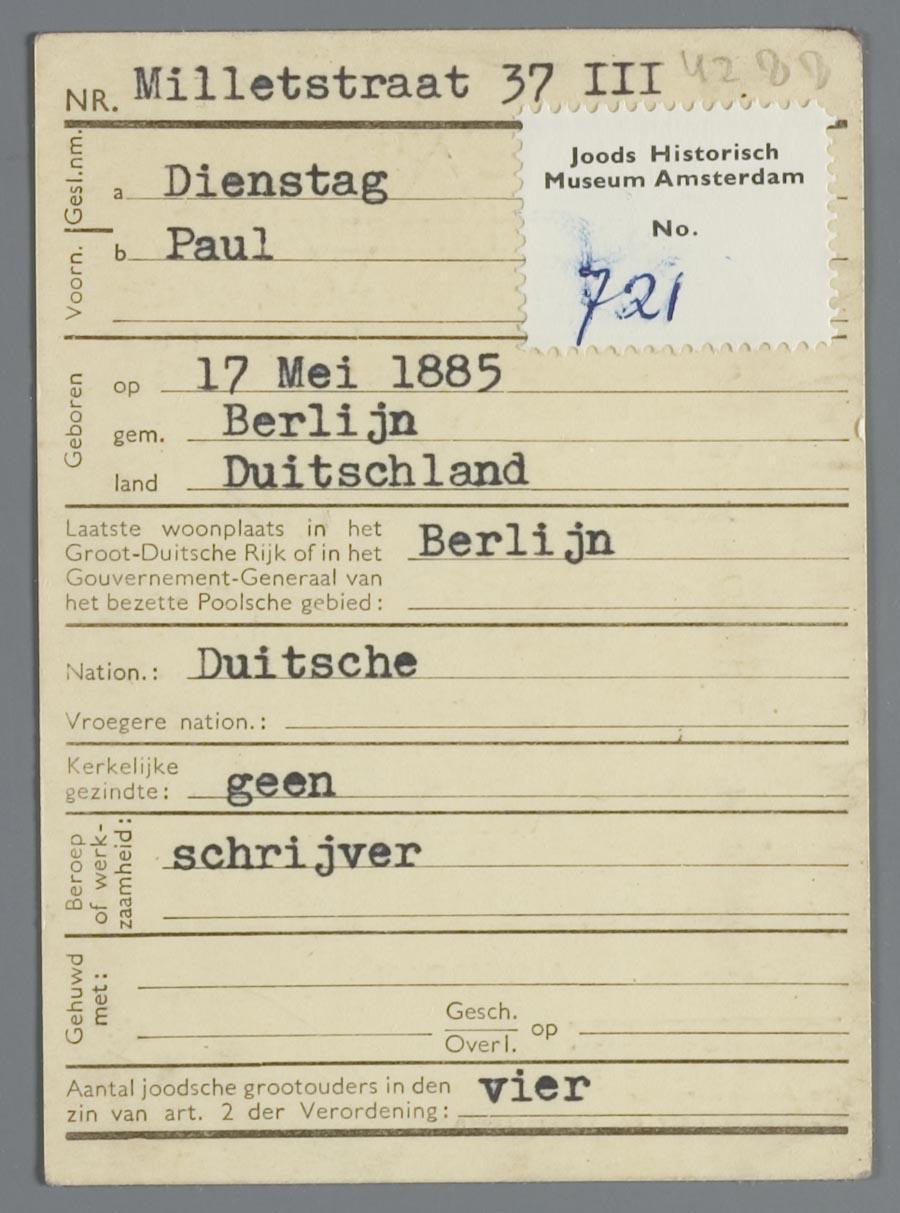 NR. Milletstraat 37 III 4288
Joods Historisch
Museum Amsterdam
No.
721
Gesl.nm. a Dienstag
Voorn. b Paul
Geboren
op 17 Mei 1885
gem. Berlijn
land Duitschland
Laatste woonplaats in het
Groot-Duitsche Rijk of in het
Gouvernement-Generaal van
het bezette Poolsche gebied:
Berlijn
Nation.: Duitsche
Vroegere nation.:
Kerkelijke
gezindte: geen
Beroep
of werk-
zaamheid:
schrijver
Gehuwd
met:
Gesch.
Overl. op
Aantal joodsche grootouders in den
zin van art. 2 der Verordening: vier